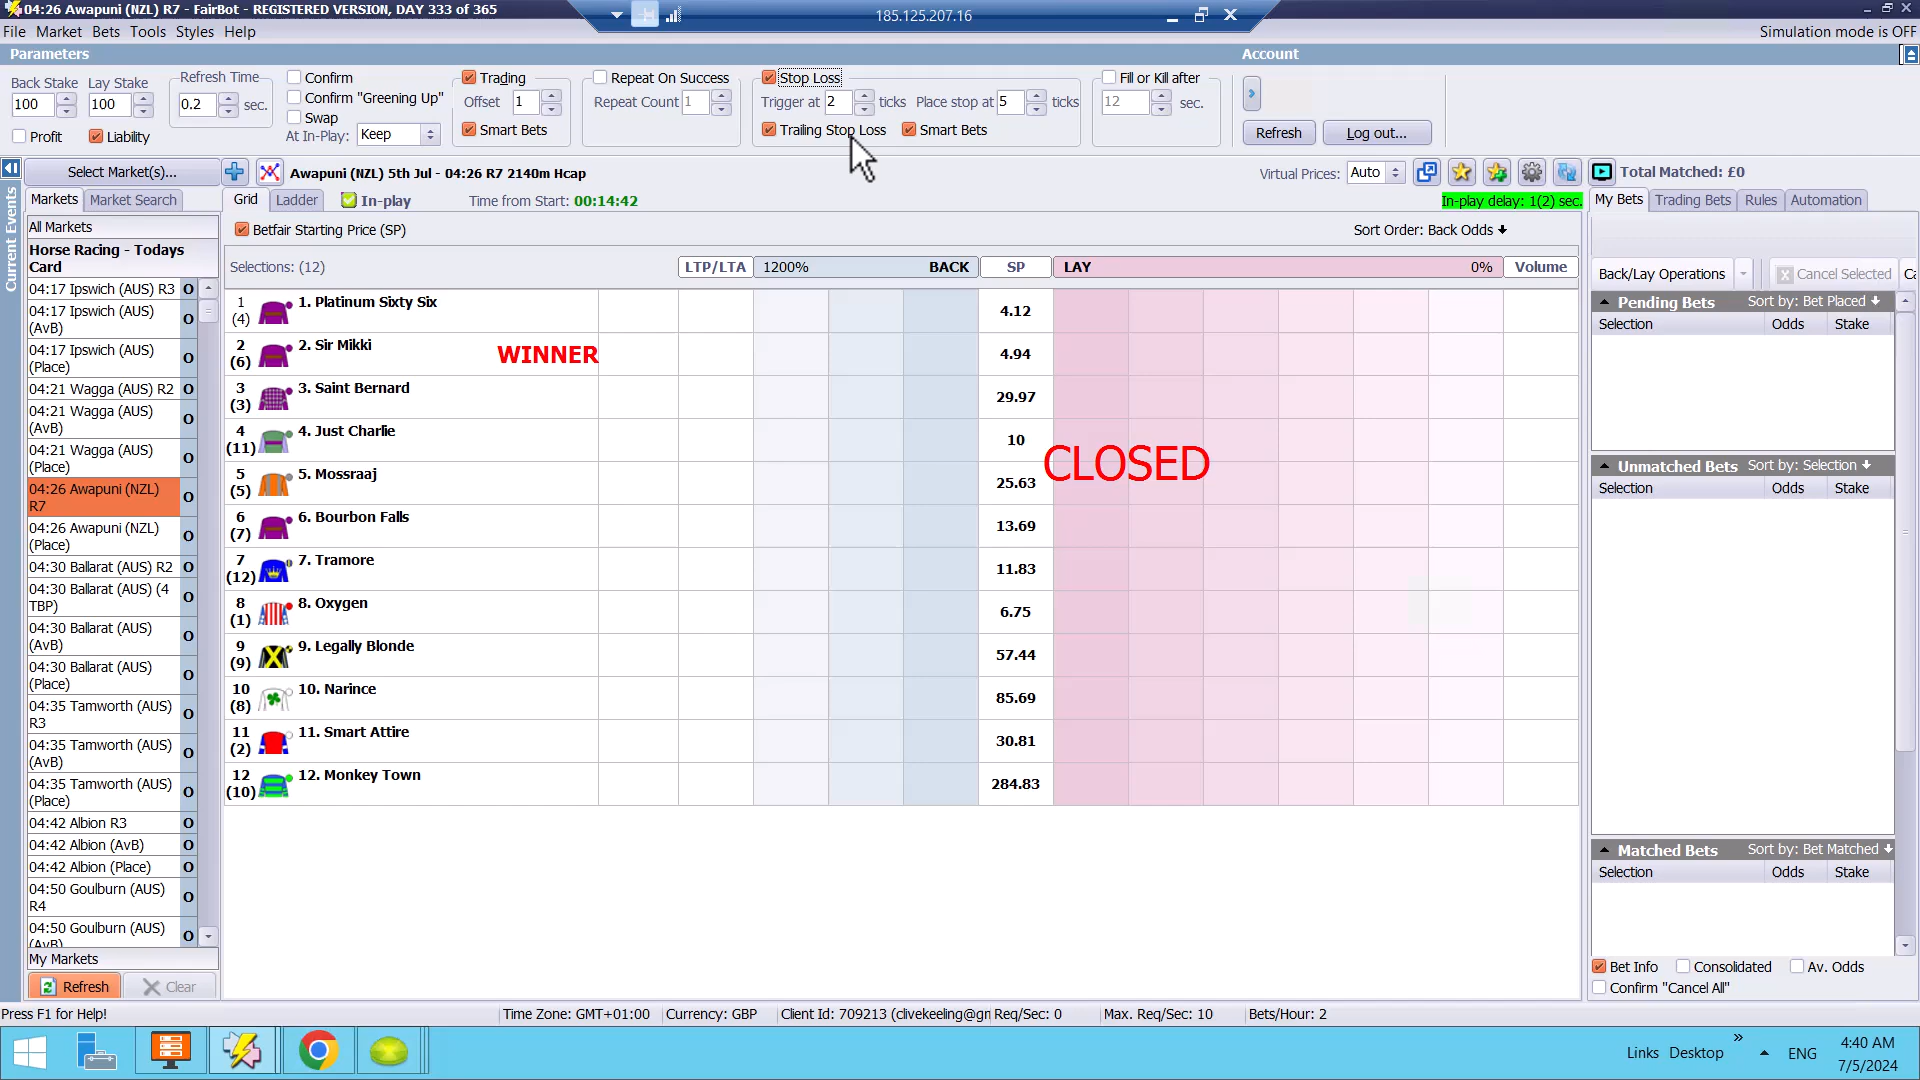 04:26 Awapuni (NZL) R7 - FairBot - REGISTERED VERSION, DAY 333 of 365
185.125.207.16
File Market Bets Tools Styles Help
Simulation mode is OFF
Parameters
Account
Back Stake
Lay Stake
Refresh Time
Confirm
Trading
Repeat On Success
Stop Loss
Fill or Kill after
100
100
0.2
sec.
Confirm "Greening Up"
Offset
1
Repeat Count
1
Trigger at
2
ticks
Place stop at
5
ticks
12
sec.
Swap
Profit
Liability
At In-Play:
Keep
Smart Bets
Trailing Stop Loss
Smart Bets
Refresh
Log out...
Select Market(s)...
Awapuni (NZL) 5th Jul - 04:26 R7 2140m Hcap
Virtual Prices:
Auto
Total Matched: £0
Current Events
Markets
Market Search
Grid
Ladder
In-play
Time from Start: 00:14:42
In-play delay: 1(2) sec.
My Bets
Trading Bets
Rules
Automation
All Markets
Betfair Starting Price (SP)
Sort Order: Back Odds
Horse Racing - Todays
Card
Selections: (12)
LTP/LTA
1200%
BACK
SP
LAY
0%
Volume
Back/Lay Operations
Cancel Selected
Ca
04:17 Ipswich (AUS) R3 O
04:17 Ipswich (AUS)
(AvB) O
04:17 Ipswich (AUS)
(Place) O
04:21 Wagga (AUS) R2 O
04:21 Wagga (AUS)
(AvB) O
04:21 Wagga (AUS)
(Place) O
04:26 Awapuni (NZL)
R7 O
04:26 Awapuni (NZL)
(Place) O
04:30 Ballarat (AUS) R2 O
04:30 Ballarat (AUS) (4
TBP) O
04:30 Ballarat (AUS)
(AvB) O
04:30 Ballarat (AUS)
(Place) O
04:35 Tamworth (AUS)
R3 O
04:35 Tamworth (AUS)
(AvB) O
04:35 Tamworth (AUS)
(Place) O
04:42 Albion R3 O
04:42 Albion (AvB) O
04:42 Albion (Place) O
04:50 Goulburn (AUS)
R4 O
04:50 Goulburn (AUS)
(AvB) O
My Markets
Refresh
Clear
1 (4) 1. Platinum Sixty Six 4.12
2 (6) 2. Sir Mikki WINNER 4.94
3 (3) 3. Saint Bernard 29.97
4 (11) 4. Just Charlie 10
CLOSED
5 (5) 5. Mossraaj 25.63
6 (7) 6. Bourbon Falls 13.69
7 (12) 7. Tramore 11.83
8 (1) 8. Oxygen 6.75
9 (9) 9. Legally Blonde 57.44
10 (8) 10. Narince 85.69
11 (2) 11. Smart Attire 30.81
12 (10) 12. Monkey Town 284.83
Pending Bets Sort by: Bet Placed
Selection Odds Stake
Unmatched Bets Sort by: Selection
Selection Odds Stake
Matched Bets Sort by: Bet Matched
Selection Odds Stake
Bet Info
Consolidated
Av. Odds
Confirm "Cancel All"
Press F1 for Help!
Time Zone: GMT+01:00
Currency: GBP
Client Id: 709213 (clivekeeling@gn
Req/Sec: 0
Max. Req/Sec: 10
Bets/Hour: 2
Links Desktop
ENG
4:40 AM
7/5/2024